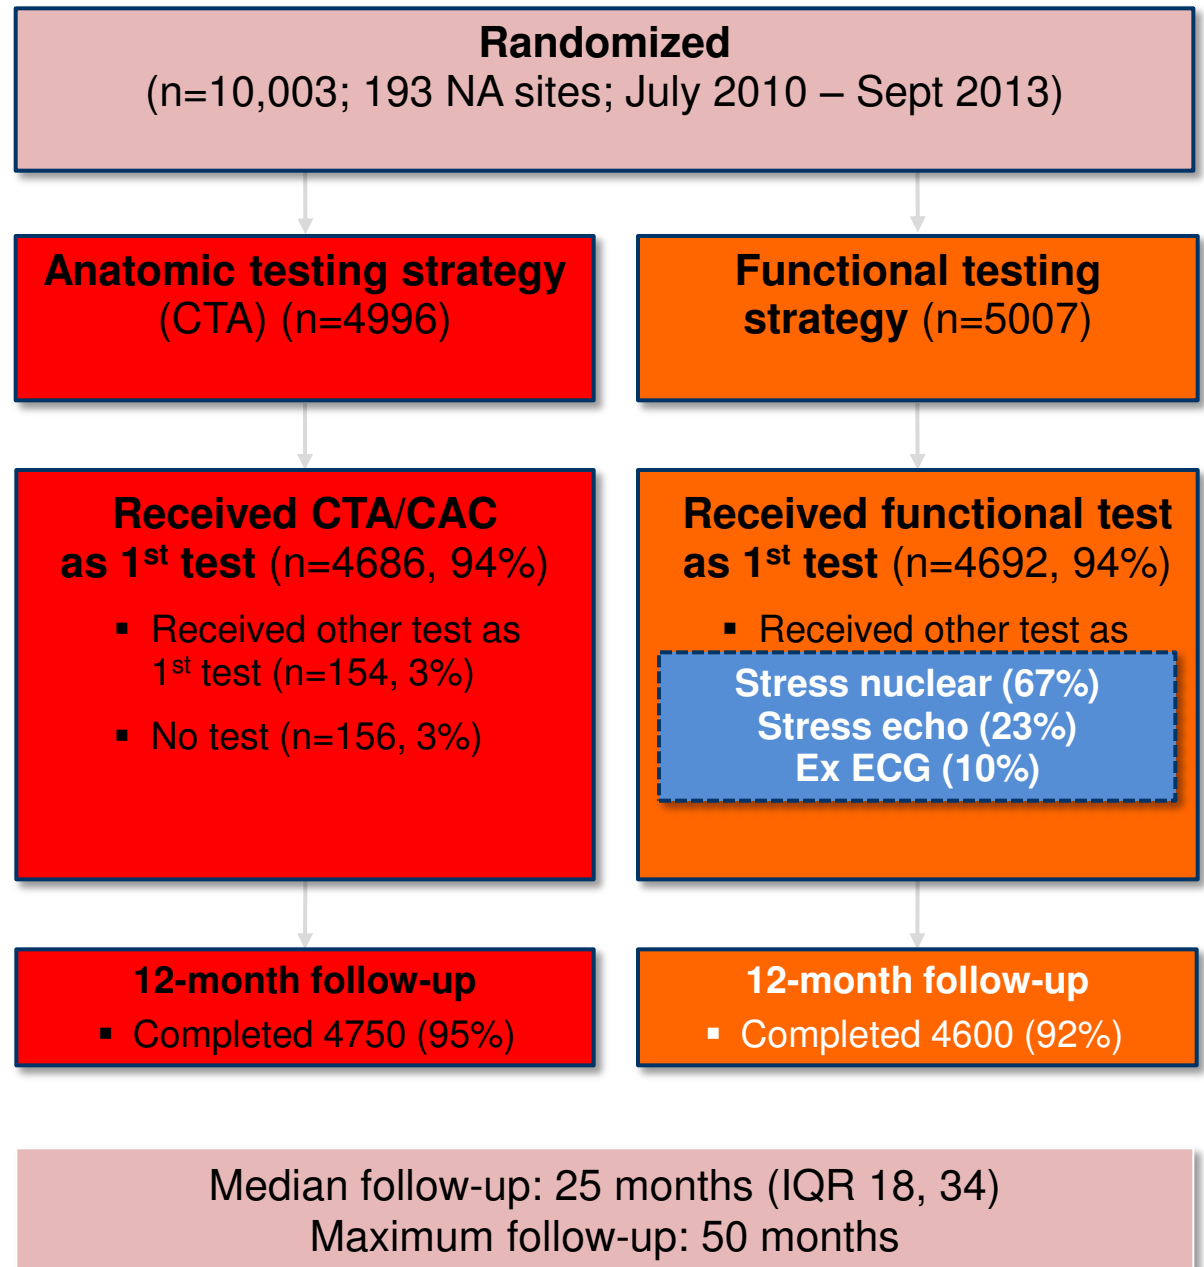 Randomized
(n=10,003; 193 NA sites; July 2010 – Sept 2013)
Anatomic testing strategy
(CTA) (n=4996)
Functional testing
strategy (n=5007)
Received CTA/CAC
as 1st test (n=4686, 94%)
▪ Received other test as
1st test (n=154, 3%)
▪ No test (n=156, 3%)
Received functional test
as 1st test (n=4692, 94%)
▪ Received other test as
Stress nuclear (67%)
Stress echo (23%)
Ex ECG (10%)
12-month follow-up
▪ Completed 4750 (95%)
12-month follow-up
▪ Completed 4600 (92%)
Median follow-up: 25 months (IQR 18, 34)
Maximum follow-up: 50 months